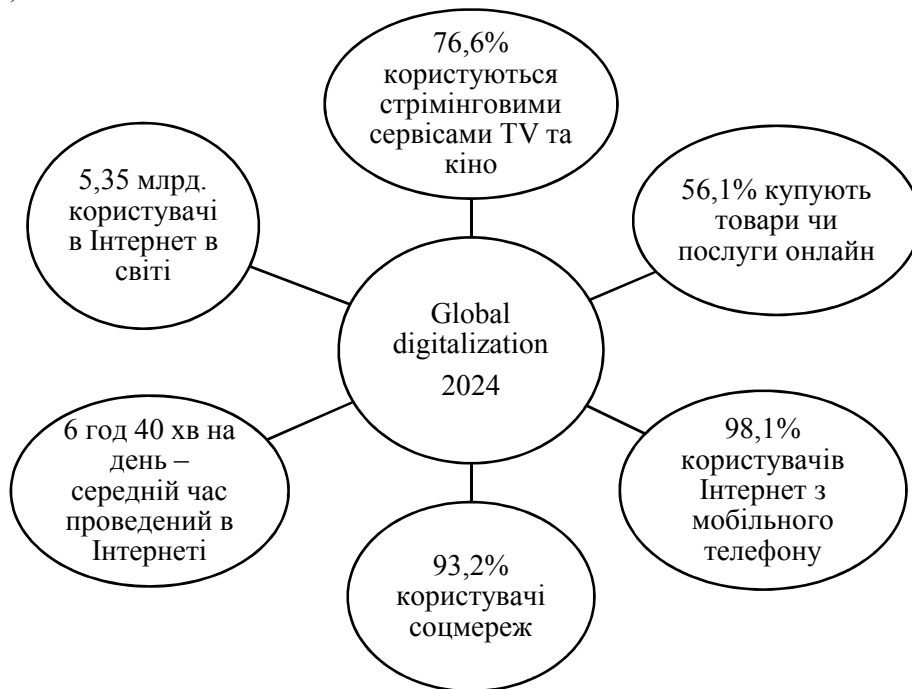 )
76,6%
користуються
стрімінговими
сервісами TV та
кіно
5,35 млрд.
користувачі
в Інтернет в
світі
56,1% купують
товари чи
послуги онлайн
Global
digitalization
2024
6 год 40 хв на
день –
середній час
проведений в
Інтернеті
98,1%
користувачів
Інтернет з
мобільного
телефону
93,2%
користувачі
соцмереж